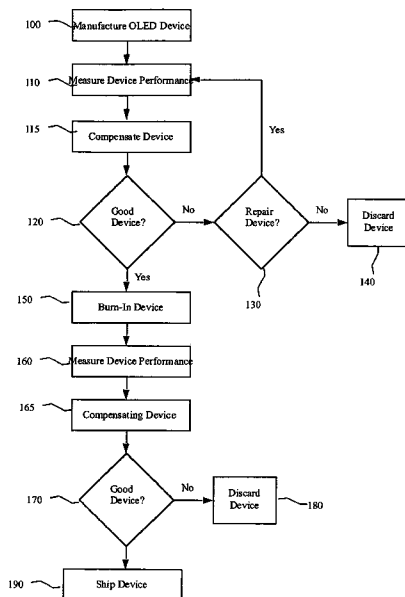 100
Manufacture OLED Device
110
Measure Device Performance
Yes
115
Compensate Device
120
Good
Device?
No
Repair
Device?
No
Discard
Device
130
140
Yes
150
Burn-In Device
160
Measure Device Performance
165
Compensating Device
170
Good
Device?
No
Discard
Device
180
190
Ship Device